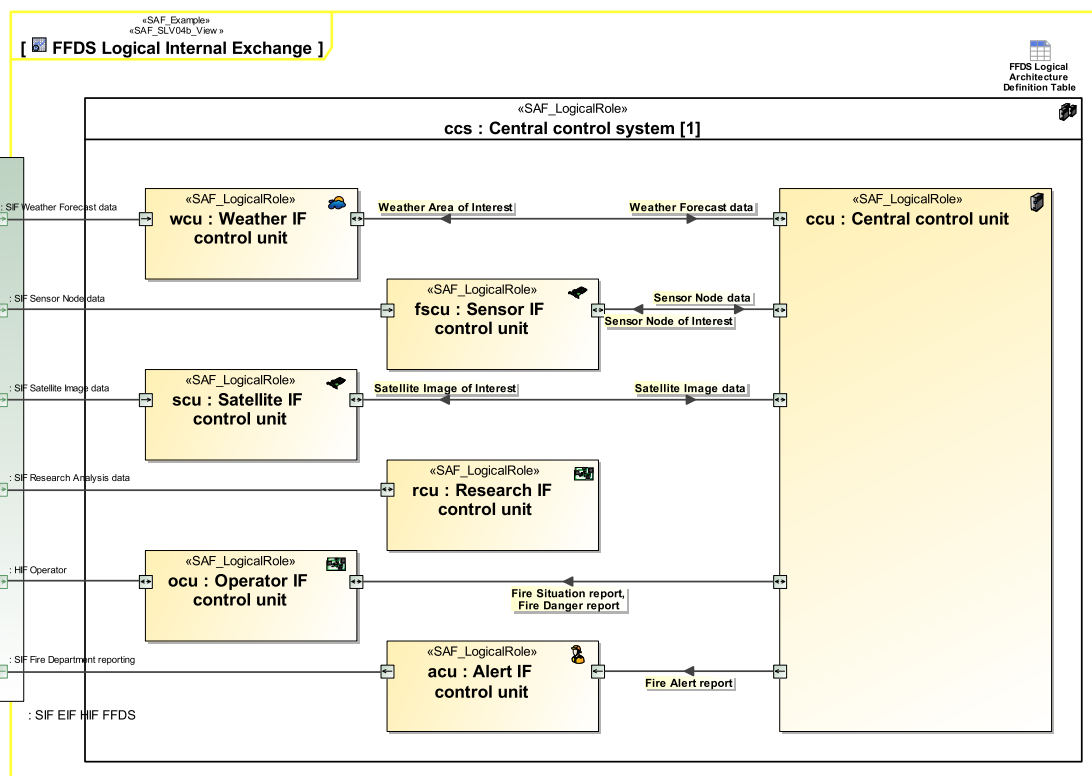 «SAF_Example»
«SAF_SLV04b_View»
[ FFDS Logical Internal Exchange ]
FFDS Logical
Architecture
Definition Table
«SAF_LogicalRole»
ccs : Central control system [1]
: SIF Weather Forecast data
«SAF_LogicalRole»
wcu : Weather IF
control unit
Weather Area of Interest
Weather Forecast data
«SAF_LogicalRole»
ccu : Central control unit
: SIF Sensor Node data
«SAF_LogicalRole»
fscu : Sensor IF
control unit
Sensor Node data
Sensor Node of Interest
: SIF Satellite Image data
«SAF_LogicalRole»
scu : Satellite IF
control unit
Satellite Image of Interest
Satellite Image data
: SIF Research Analysis data
«SAF_LogicalRole»
rcu : Research IF
control unit
: HIF Operator
«SAF_LogicalRole»
ocu : Operator IF
control unit
Fire Situation report,
Fire Danger report
: SIF Fire Department reporting
«SAF_LogicalRole»
acu : Alert IF
control unit
Fire Alert report
: SIF EIF HIF FFDS